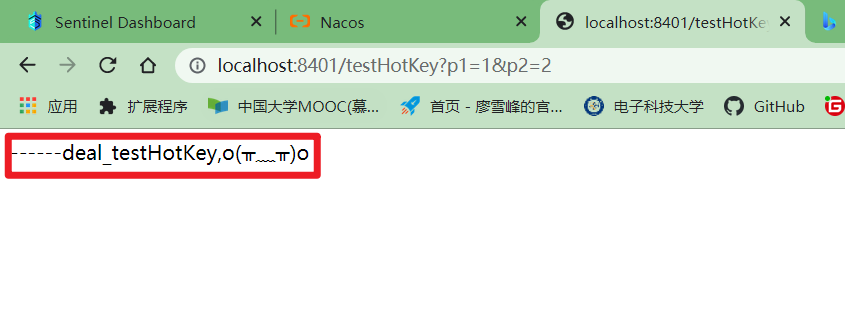 Sentinel Dashboard
Nacos
localhost:8401/testHotKe
localhost:8401/testHotKey?p1=1&p2=2
应用
扩展程序
中国大学MOOC(慕...
首页 - 廖雪峰的官...
电子科技大学
GitHub
------deal_testHotKey,o(╥﹏╥)o